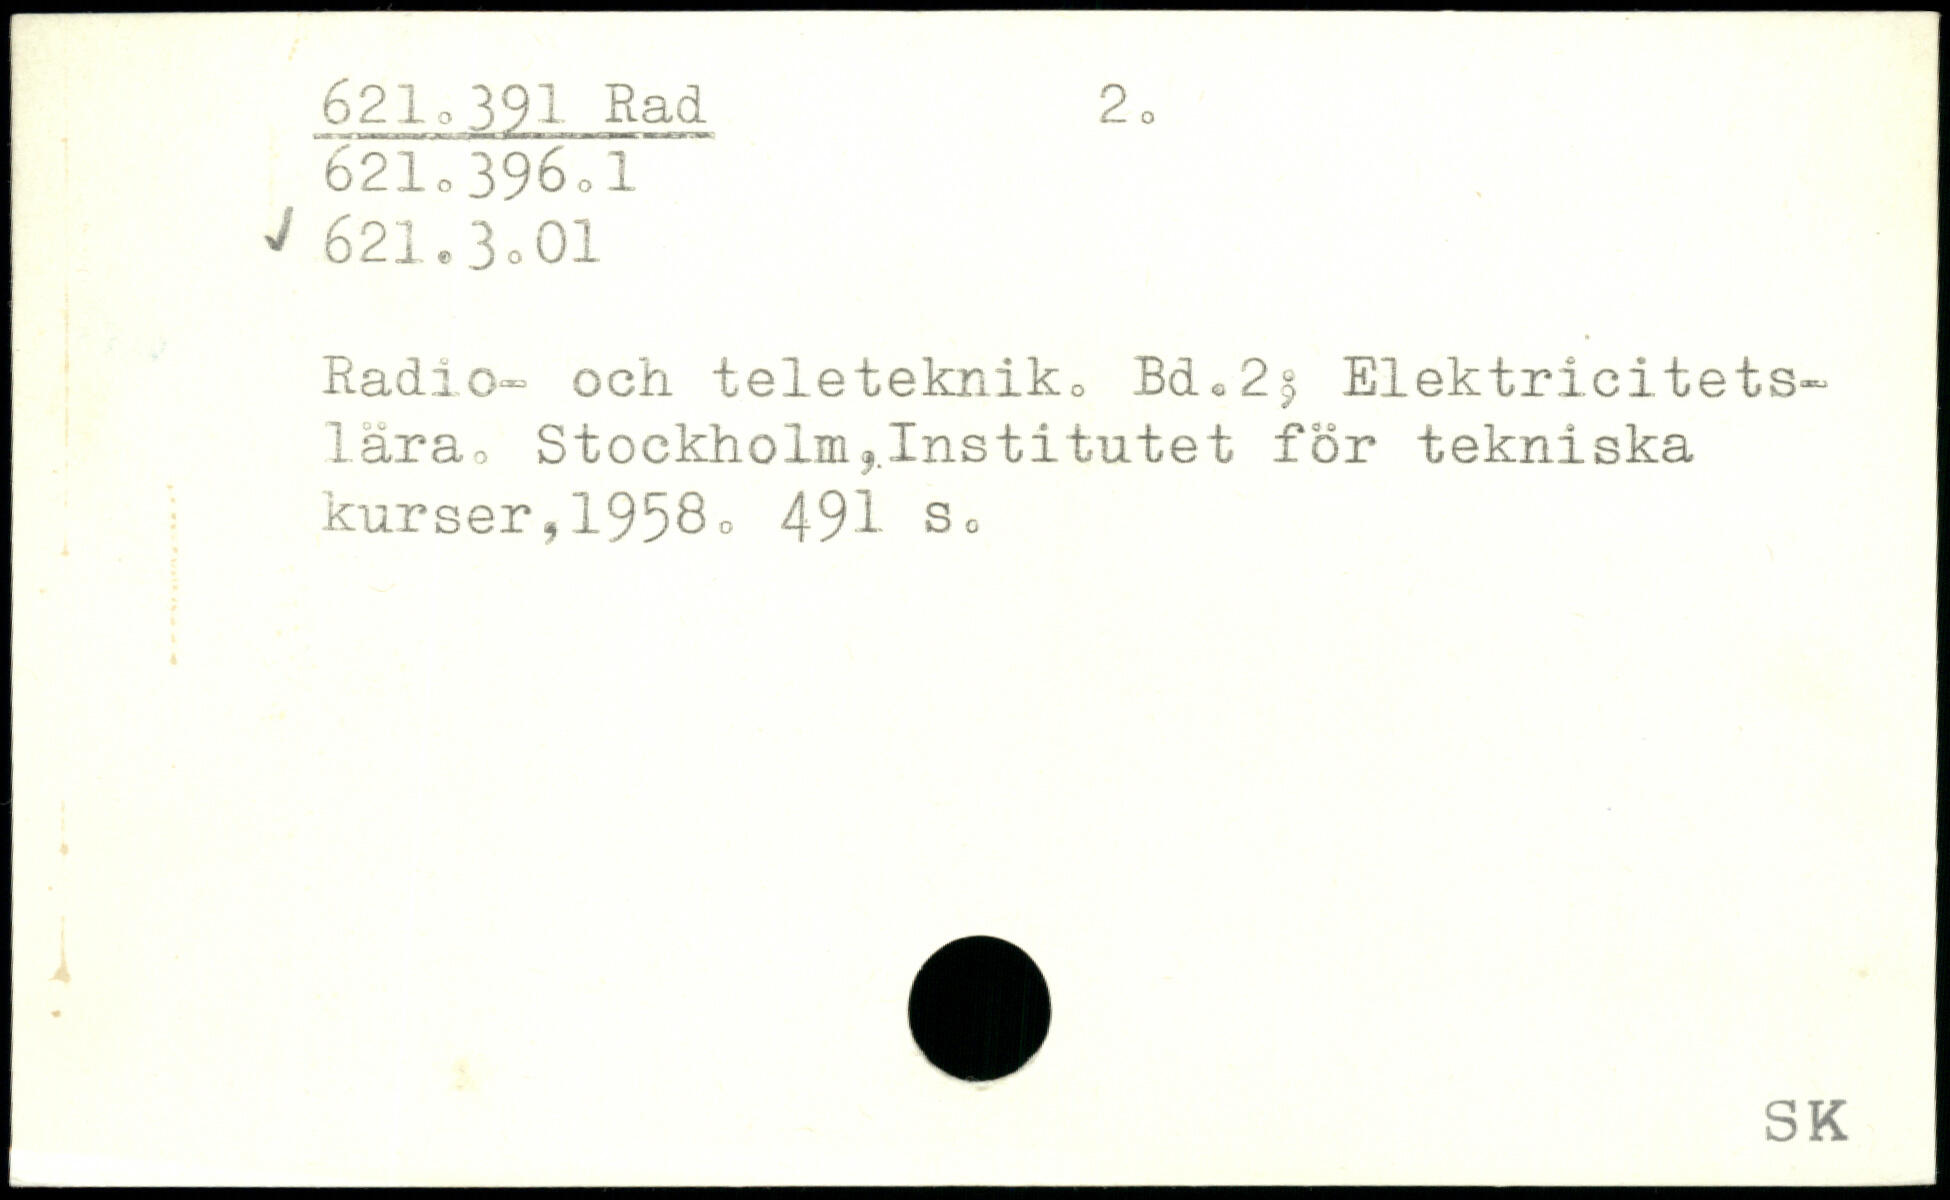 621.391 Rad 2.
621.396.1
✓ 621.3.01
Radio- och teleteknik. Bd.2; Elektricitets-
lära. Stockholm, Institutet för tekniska
kurser,1958. 491 s.
SK